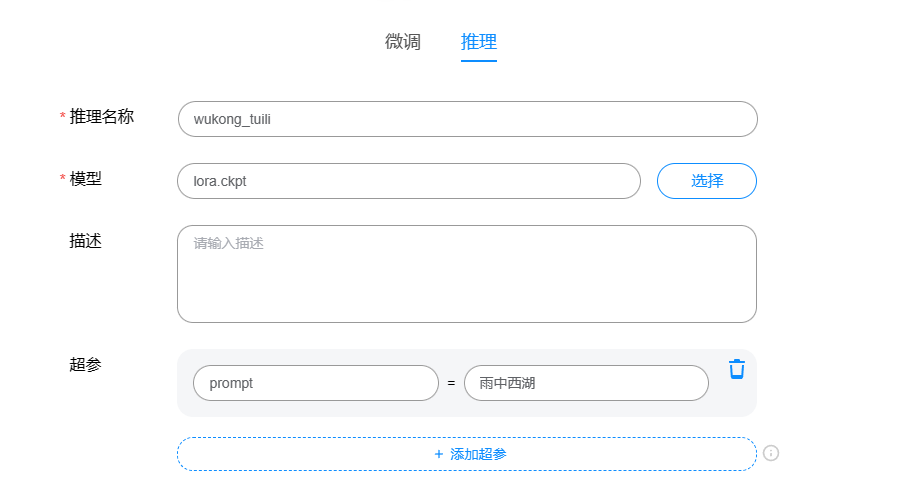 微调 推理
* 推理名称 wukong_tuili
* 模型 lora.ckpt 选择
描述 请输入描述
超参 prompt = 雨中西湖
+ 添加超参